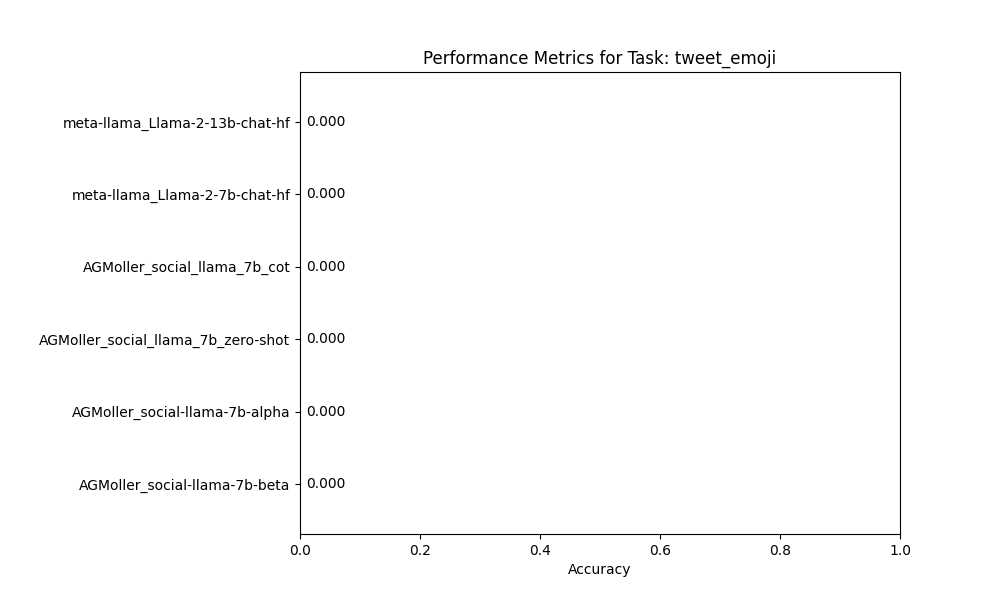 Performance Metrics for Task: tweet_emoji
meta-llama_Llama-2-13b-chat-hf 0.000
meta-llama_Llama-2-7b-chat-hf 0.000
AGMoller_social_llama_7b_cot 0.000
AGMoller_social_llama_7b_zero-shot 0.000
AGMoller_social-llama-7b-alpha 0.000
AGMoller_social-llama-7b-beta 0.000
0.0 0.2 0.4 0.6 0.8 1.0
Accuracy